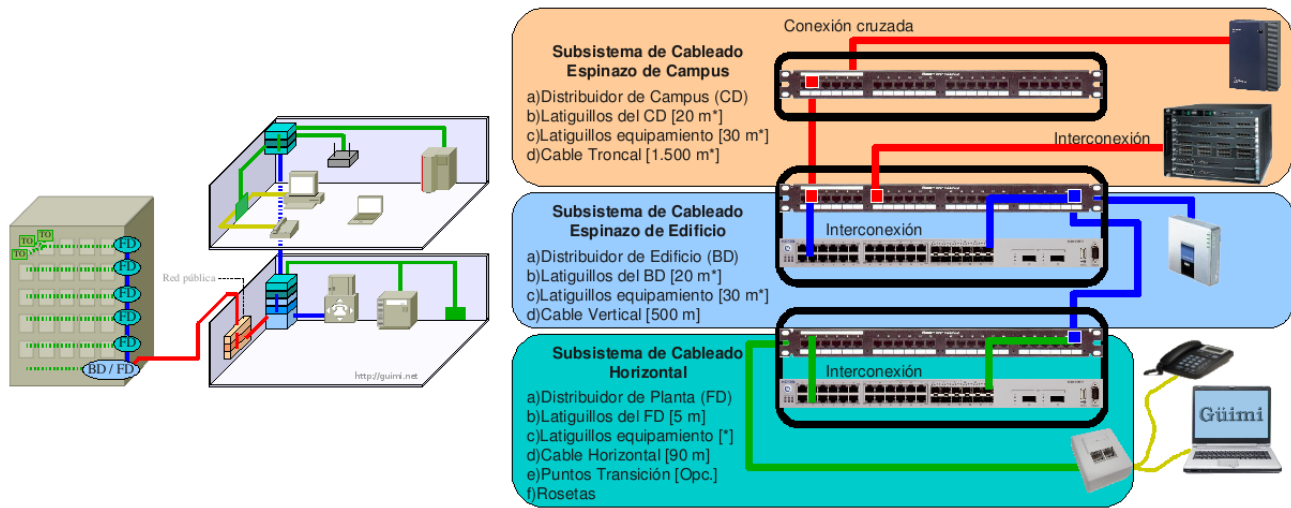 TO
TO
TO
FD
FD
FD
FD
FD
BD / FD
Red pública
http://guimi.net
Conexión cruzada
Subsistema de Cableado
Espinazo de Campus
a)Distribuidor de Campus (CD)
b)Latiguillos del CD [20 m*]
c)Latiguillos equipamiento [30 m*]
d)Cable Troncal [1.500 m*]
Interconexión
Subsistema de Cableado
Espinazo de Edificio
a)Distribuidor de Edificio (BD)
b)Latiguillos del BD [20 m*]
c)Latiguillos equipamiento [30 m*]
d)Cable Vertical [500 m]
Interconexión
Subsistema de Cableado
Horizontal
a)Distribuidor de Planta (FD)
b)Latiguillos del FD [5 m]
c)Latiguillos equipamiento [*]
d)Cable Horizontal [90 m]
e)Puntos Transición [Opc.]
f)Rosetas
Interconexión
Güimi